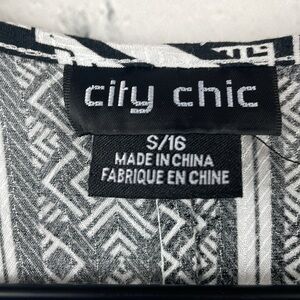 city chic
S/16
MADE IN CHINA
FABRIQUE EN CHINE